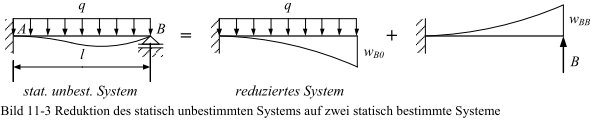 q
q
A
B
=
+
w_BB
w_B0
l
B
stat. unbest. System
reduziertes System
Bild 11-3 Reduktion des statisch unbestimmten Systems auf zwei statisch bestimmte Systeme